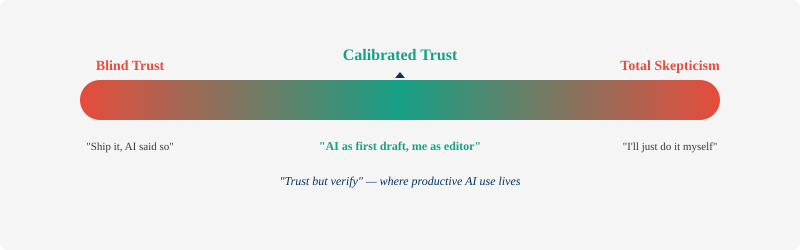 Calibrated Trust
Blind Trust
Total Skepticism
"Ship it, AI said so"
"AI as first draft, me as editor"
"I'll just do it myself"
"Trust but verify" — where productive AI use lives